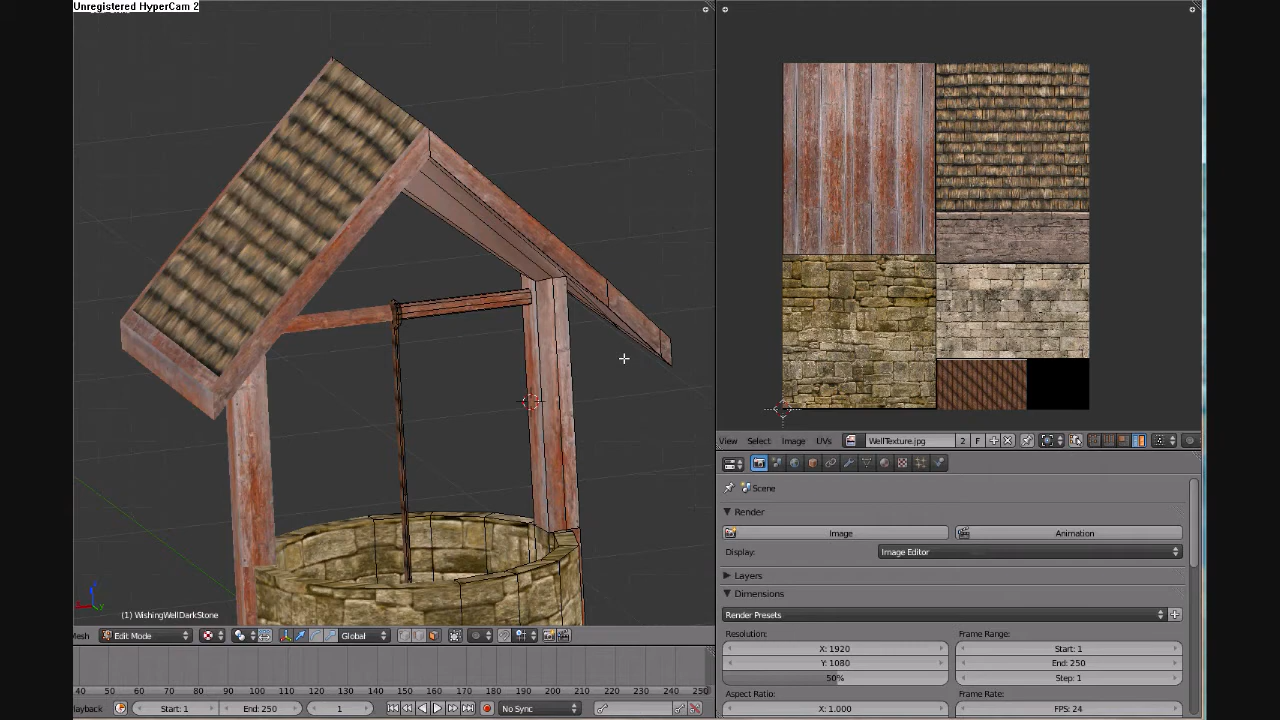 Unregistered HyperCam 2
(1) WishingWellDarkStone
Mesh Edit Mode Global
View Select Image UVs WellTexture.jpg 2 F
Scene
Render
Image Animation
Display: Image Editor
Layers
Dimensions
Render Presets
Resolution: Frame Range:
X: 1920 Start: 1
Y: 1080 End: 250
50% Step: 1
Aspect Ratio: Frame Rate:
X: 1.000 FPS: 24
40 50 60 70 80 90 100 110 120 130 140 150 160 170 180 190 200 210 220 230 240 250
Playback Start: 1 End: 250 1 No Sync